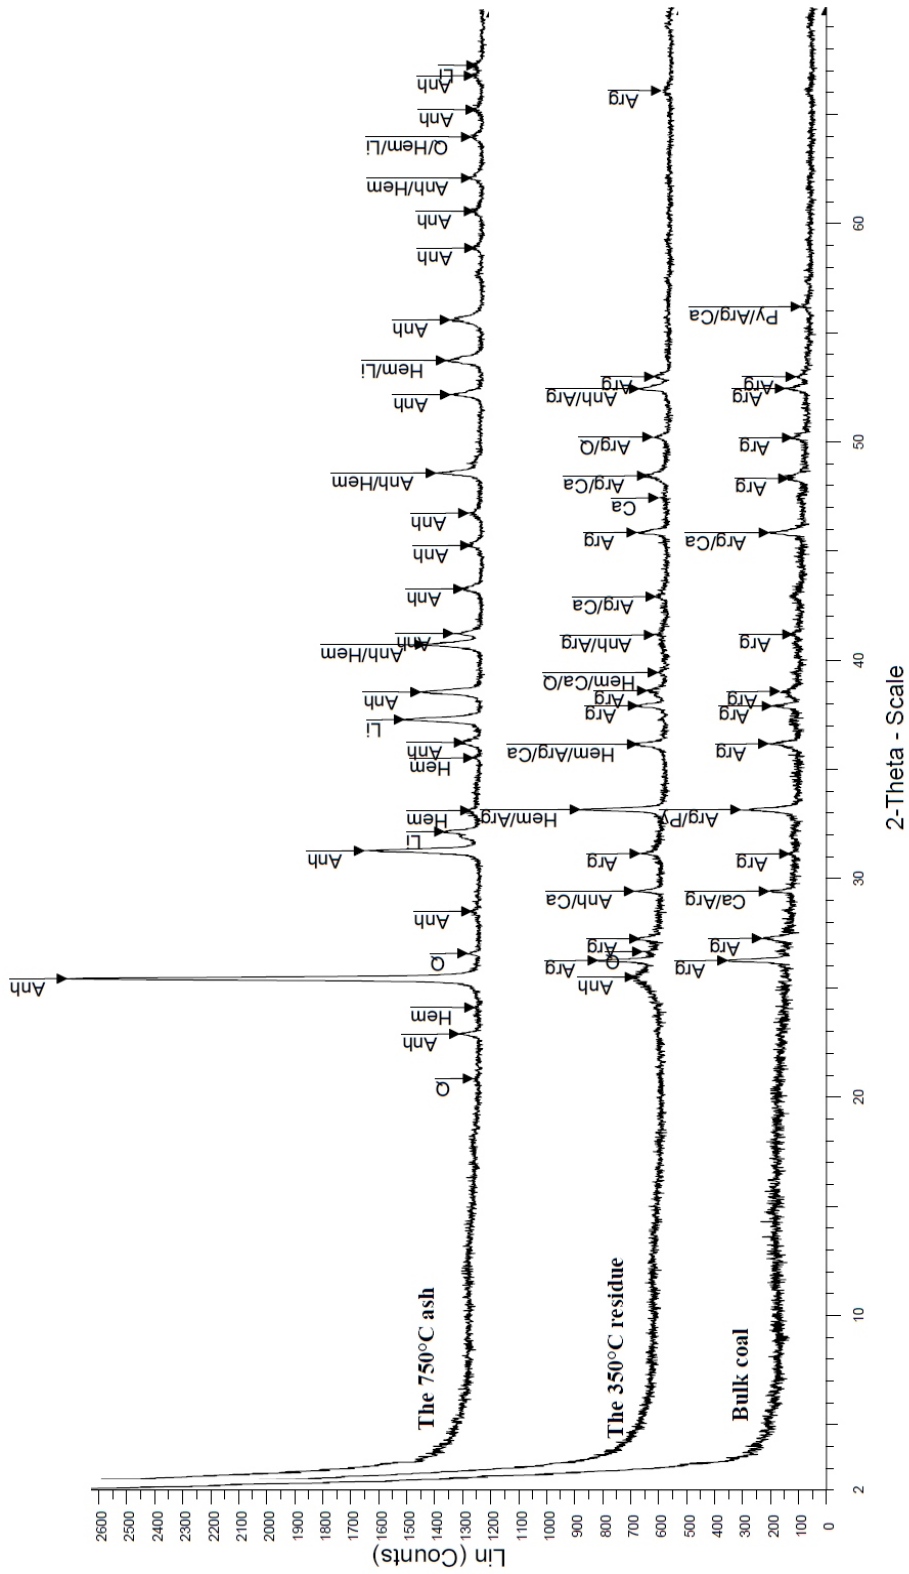 Lin (Counts)
2600
2500
2400
2300
2200
2100
2000
1900
1800
1700
1600
1500
1400
1300
1200
1100
1000
900
800
700
600
500
400
300
200
100
0
The 750°C ash
Q
Anh
Hem
Anh
Q
Anh
Anh
Li
Hem
Hem
Anh
Li
Anh
Anh/Hem
Anh
Anh
Anh
Anh
Anh/Hem
Anh
Hem/Li
Anh
Anh
Anh
Anh/Hem
Q/Hem/Li
Anh
Anh
Li
The 350°C residue
Anh
Arg
Q
Arg
Anh/Ca
Arg
Hem/Arg
Hem/Arg/Ca
Arg
Arg
Hem/Ca/Q
Anh/Arg
Arg/Ca
Arg
Ca
Arg/Ca
Arg/Q
Anh/Arg
Arg
Arg
Bulk coal
Arg
Arg
Ca/Arg
Arg
Arg/Py
Arg
Arg
Arg
Arg
Arg/Ca
Arg
Arg
Arg
Arg
Py/Arg/Ca
2
10
20
30
40
50
60
2-Theta - Scale